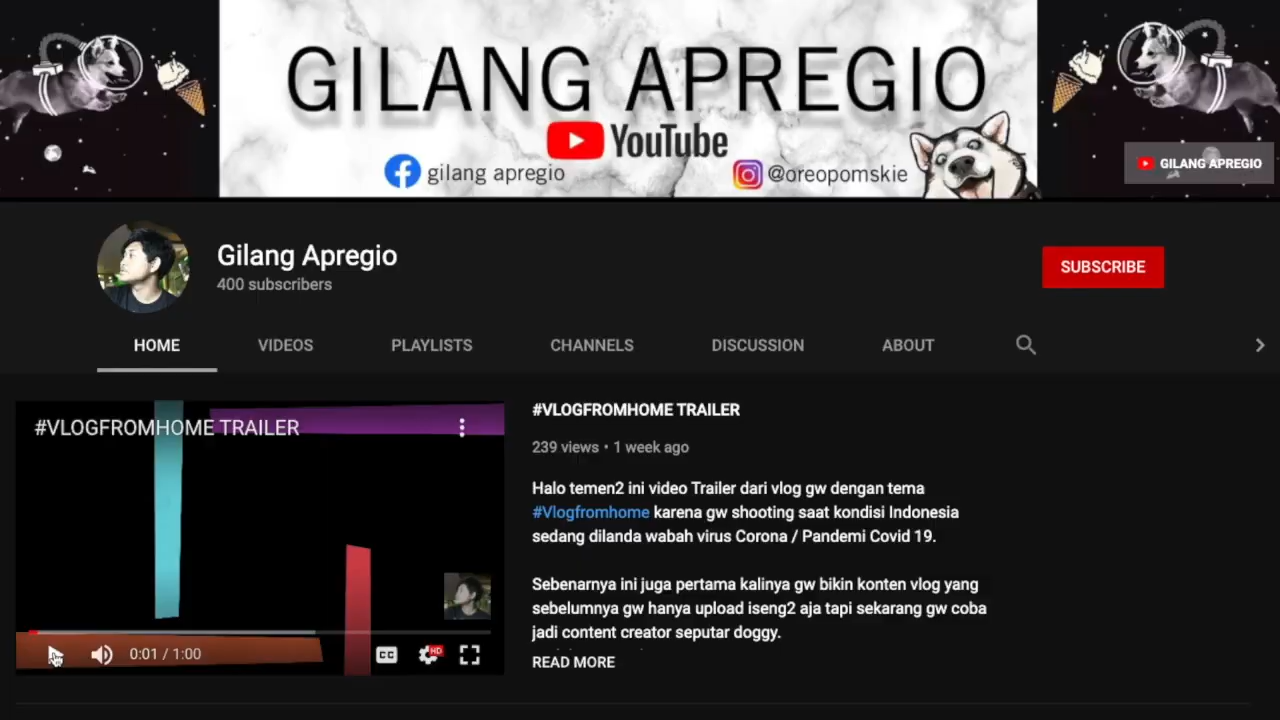 GILANG APREGIO
YouTube
gilang apregio
@oreopomskie
GILANG APREGIO
Gilang Apregio
400 subscribers
SUBSCRIBE
HOME
VIDEOS
PLAYLISTS
CHANNELS
DISCUSSION
ABOUT
#VLOGFROMHOME TRAILER
CC
HD
0:01 / 1:00
#VLOGFROMHOME TRAILER
239 views • 1 week ago
Halo temen2 ini video Trailer dari vlog gw dengan tema
#Vlogfromhome karena gw shooting saat kondisi Indonesia
sedang dilanda wabah virus Corona / Pandemi Covid 19.
Sebenarnya ini juga pertama kalinya gw bikin konten vlog yang
sebelumnya gw hanya upload iseng2 aja tapi sekarang gw coba
jadi content creator seputar doggy.
READ MORE